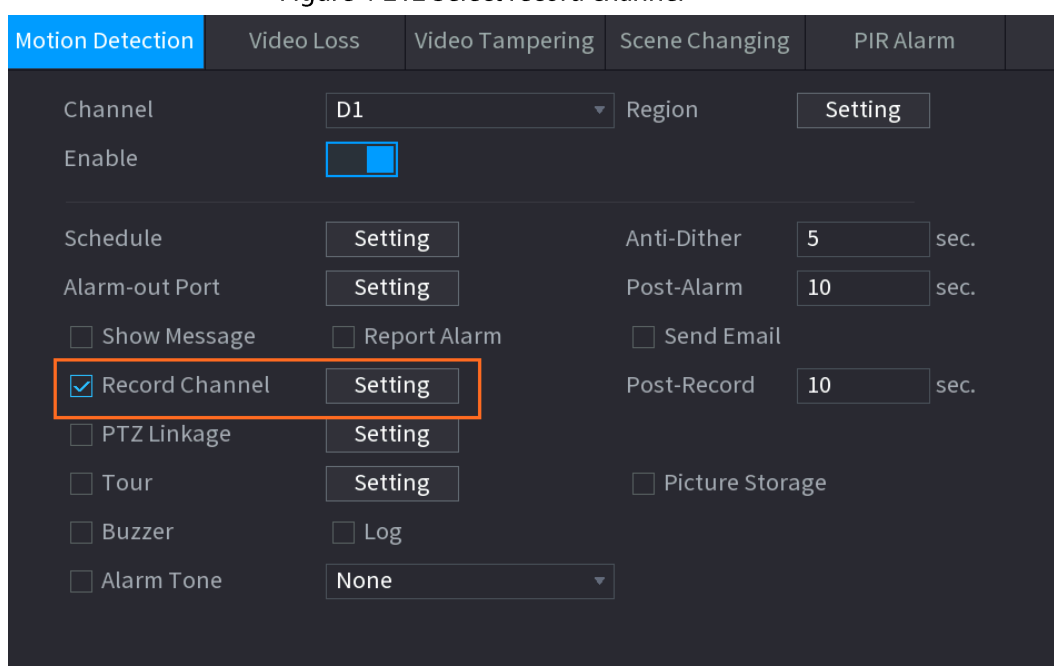 Motion Detection Video Loss Video Tampering Scene Changing PIR Alarm
Channel D1 Region Setting
Enable
Schedule Setting Anti-Dither 5 sec.
Alarm-out Port Setting Post-Alarm 10 sec.
Show Message Report Alarm Send Email
Record Channel Setting Post-Record 10 sec.
PTZ Linkage Setting
Tour Setting Picture Storage
Buzzer Log
Alarm Tone None